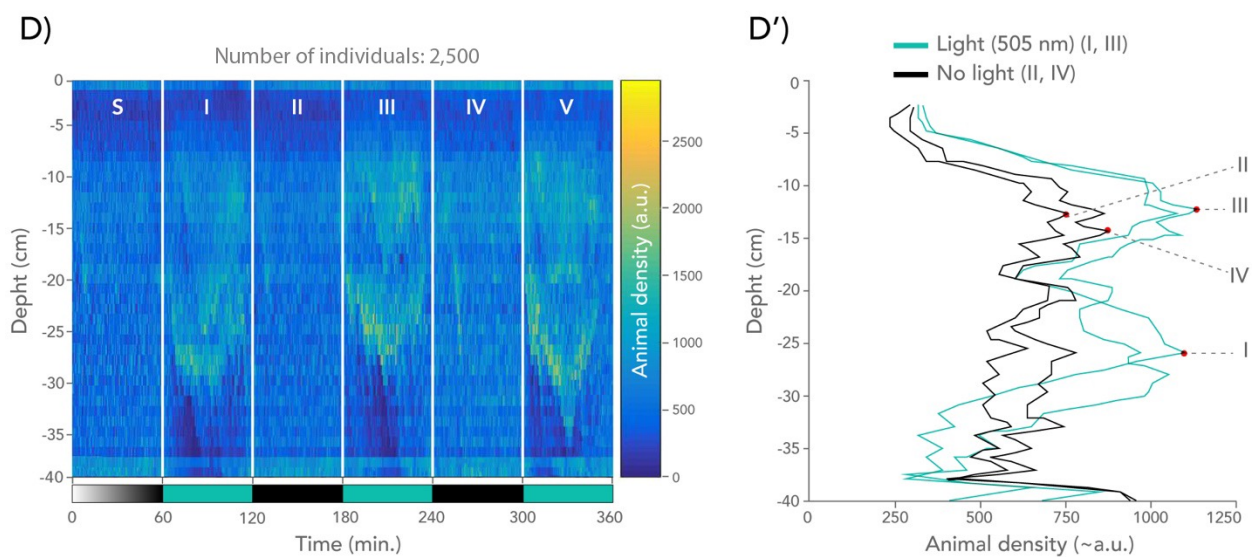 D)
Number of individuals: 2,500
S I II III IV V
0
-5
-10
-15
-20
-25
-30
-35
-40
Depht (cm)
0 60 120 180 240 300 360
Time (min.)
2500
2000
1500
1000
500
0
Animal density (a.u.)
D')
Light (505 nm) (I, III)
No light (II, IV)
0
-5
-10
-15
-20
-25
-30
-35
-40
Depht (cm)
II
III
IV
I
0 250 500 750 1000 1250
Animal density (~a.u.)